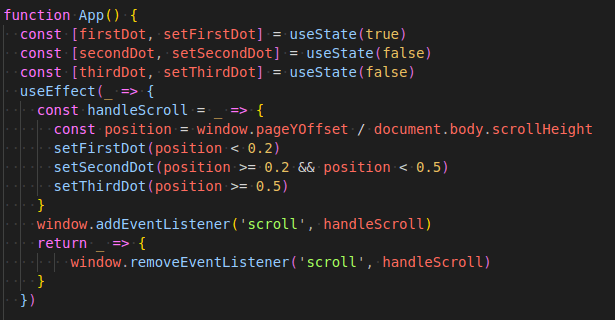 function App() {
  const [firstDot, setFirstDot] = useState(true)
  const [secondDot, setSecondDot] = useState(false)
  const [thirdDot, setThirdDot] = useState(false)
  useEffect(_ => {
    const handleScroll = _ => {
      const position = window.pageYOffset / document.body.scrollHeight
      setFirstDot(position < 0.2)
      setSecondDot(position >= 0.2 && position < 0.5)
      setThirdDot(position >= 0.5)
    }
    window.addEventListener('scroll', handleScroll)
    return _ => {
        window.removeEventListener('scroll', handleScroll)
    }
  })